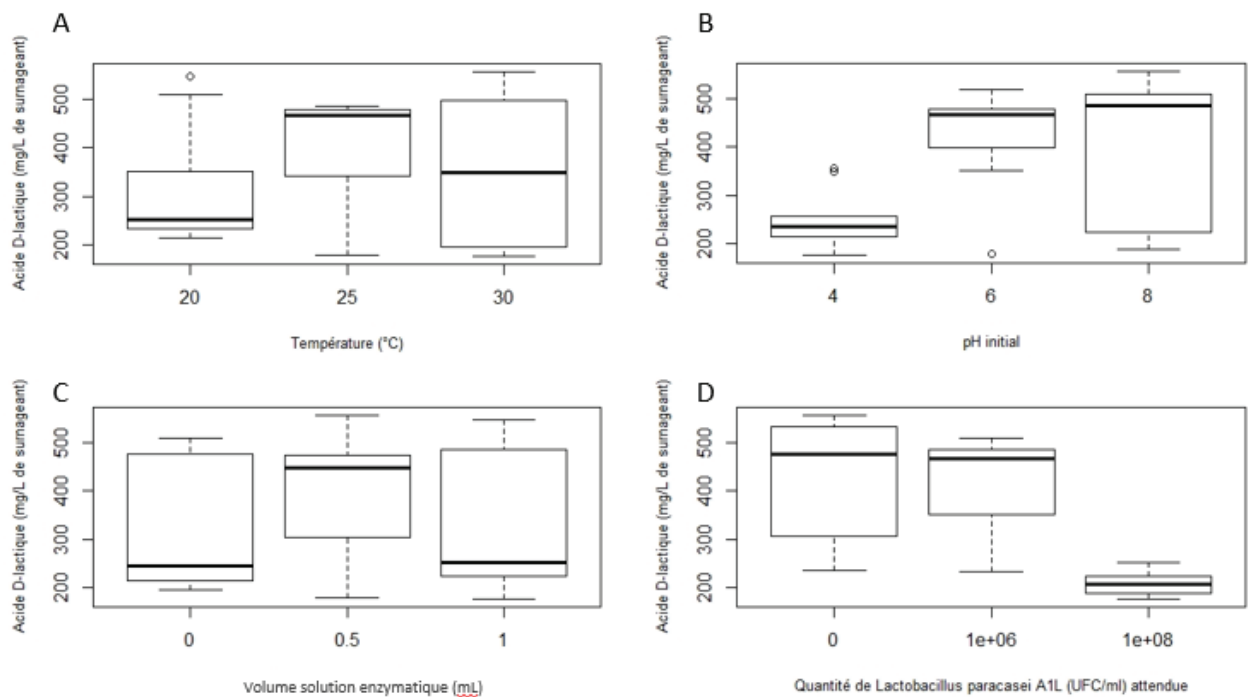 A
Acide D-lactique (mg/L de surnageant)
500
400
300
200
20
25
30
Température (°C)
B
Acide D-lactique (mg/L de surnageant)
500
400
300
200
4
6
8
pH initial
C
Acide D-lactique (mg/L de surnageant)
500
400
300
200
0
0.5
1
Volume solution enzymatique (mL)
D
Acide D-lactique (mg/L de surnageant)
500
400
300
200
0
1e+06
1e+08
Quantité de Lactobacillus paracasei A1L (UFC/ml) attendue